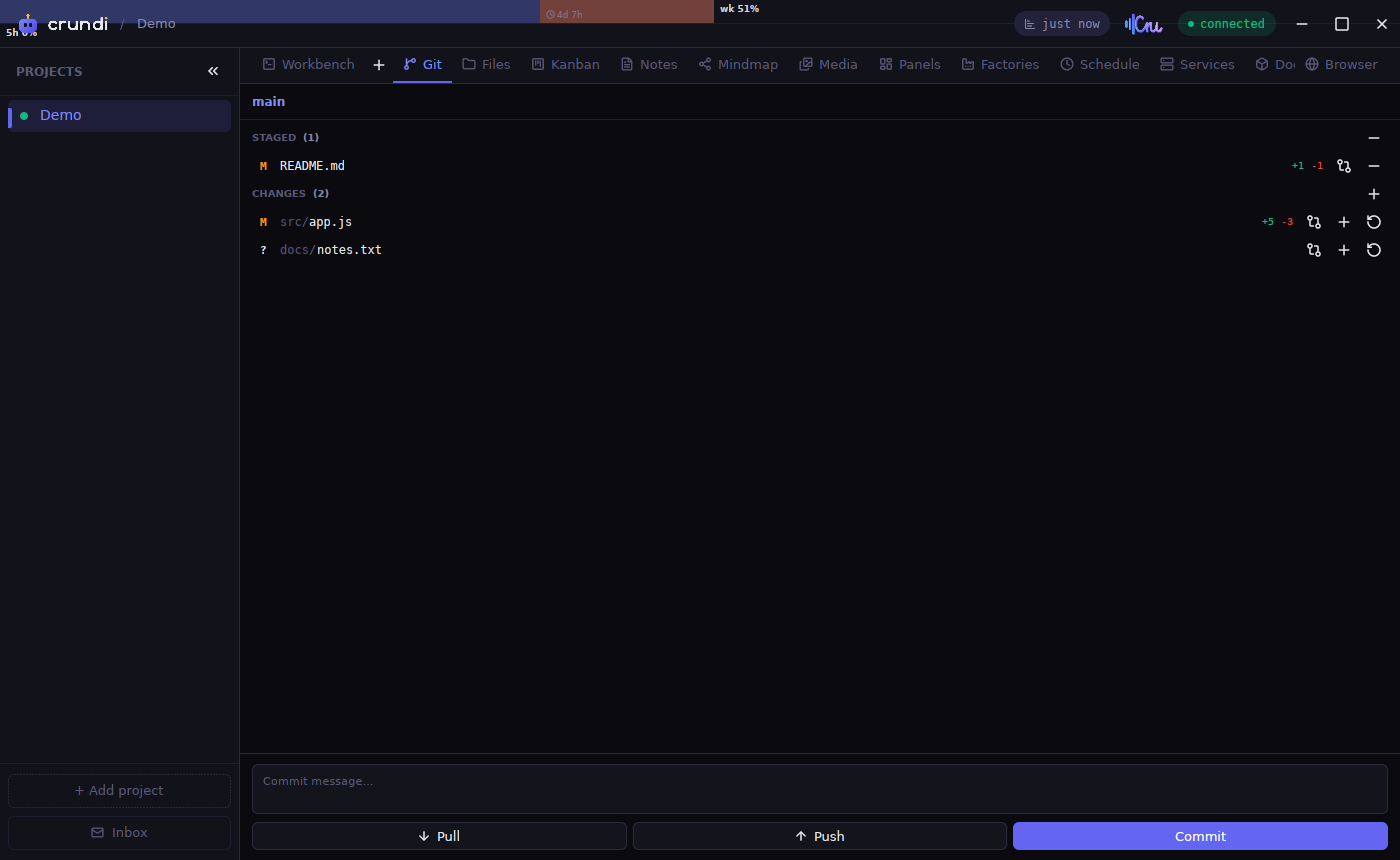 4d 7h
wk 51%
crundi / Demo
just now
Cru
connected
PROJECTS
Demo
+ Add project
Inbox
Workbench
Git
Files
Kanban
Notes
Mindmap
Media
Panels
Factories
Schedule
Services
Browser
main
STAGED (1)
M README.md +1 -1
CHANGES (2)
M src/app.js +5 -3
? docs/notes.txt
Commit message...
Pull
Push
Commit